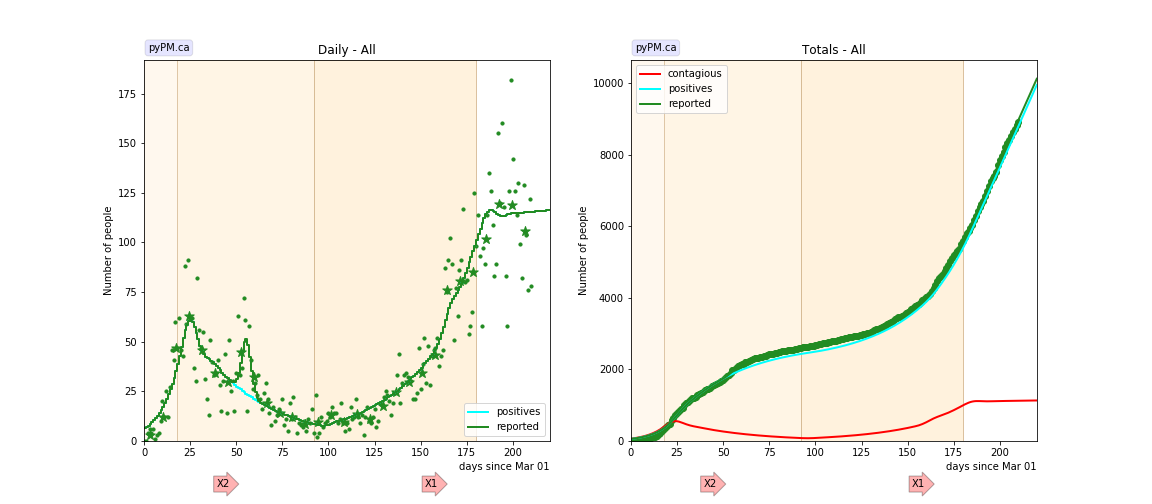 pyPM.ca
Daily - All
Number of people
175
150
125
100
75
50
25
0
0 25 50 75 100 125 150 175 200
days since Mar 01
positives
reported
X2
X1
pyPM.ca
Totals - All
Number of people
10000
8000
6000
4000
2000
0
0 25 50 75 100 125 150 175 200
days since Mar 01
contagious
positives
reported
X2
X1